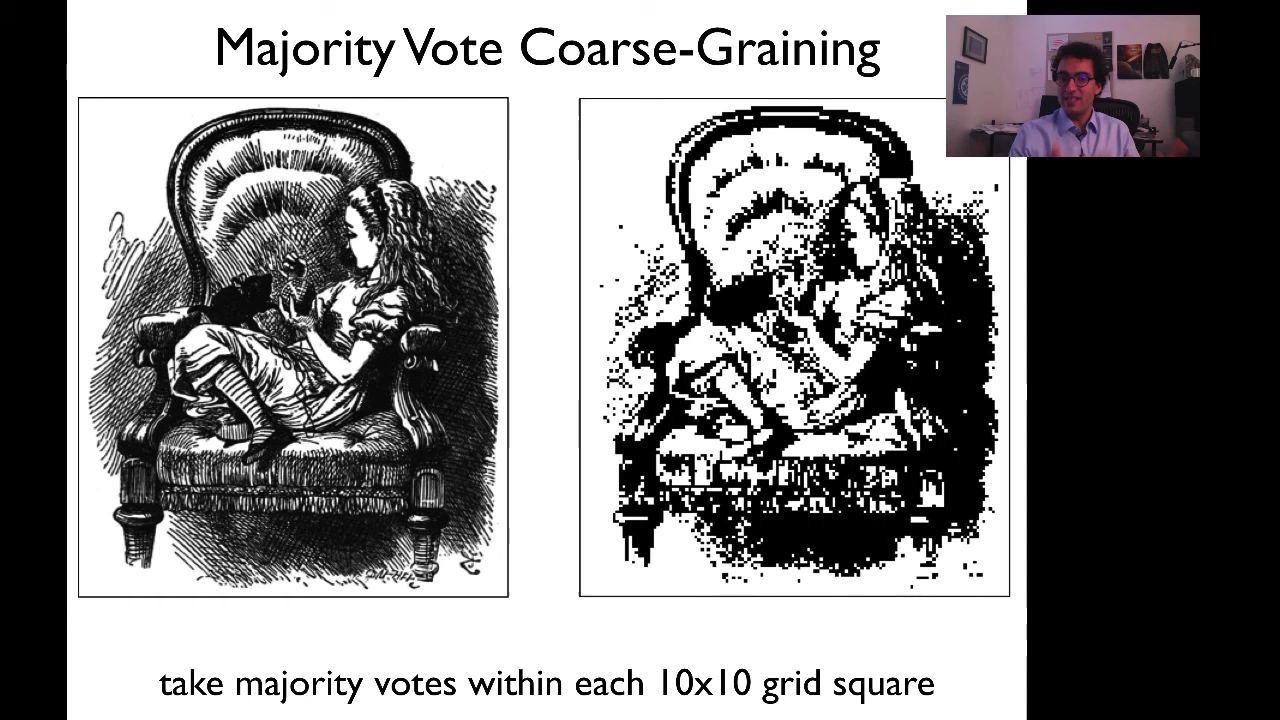 Majority Vote Coarse-Graining
take majority votes within each 10x10 grid square